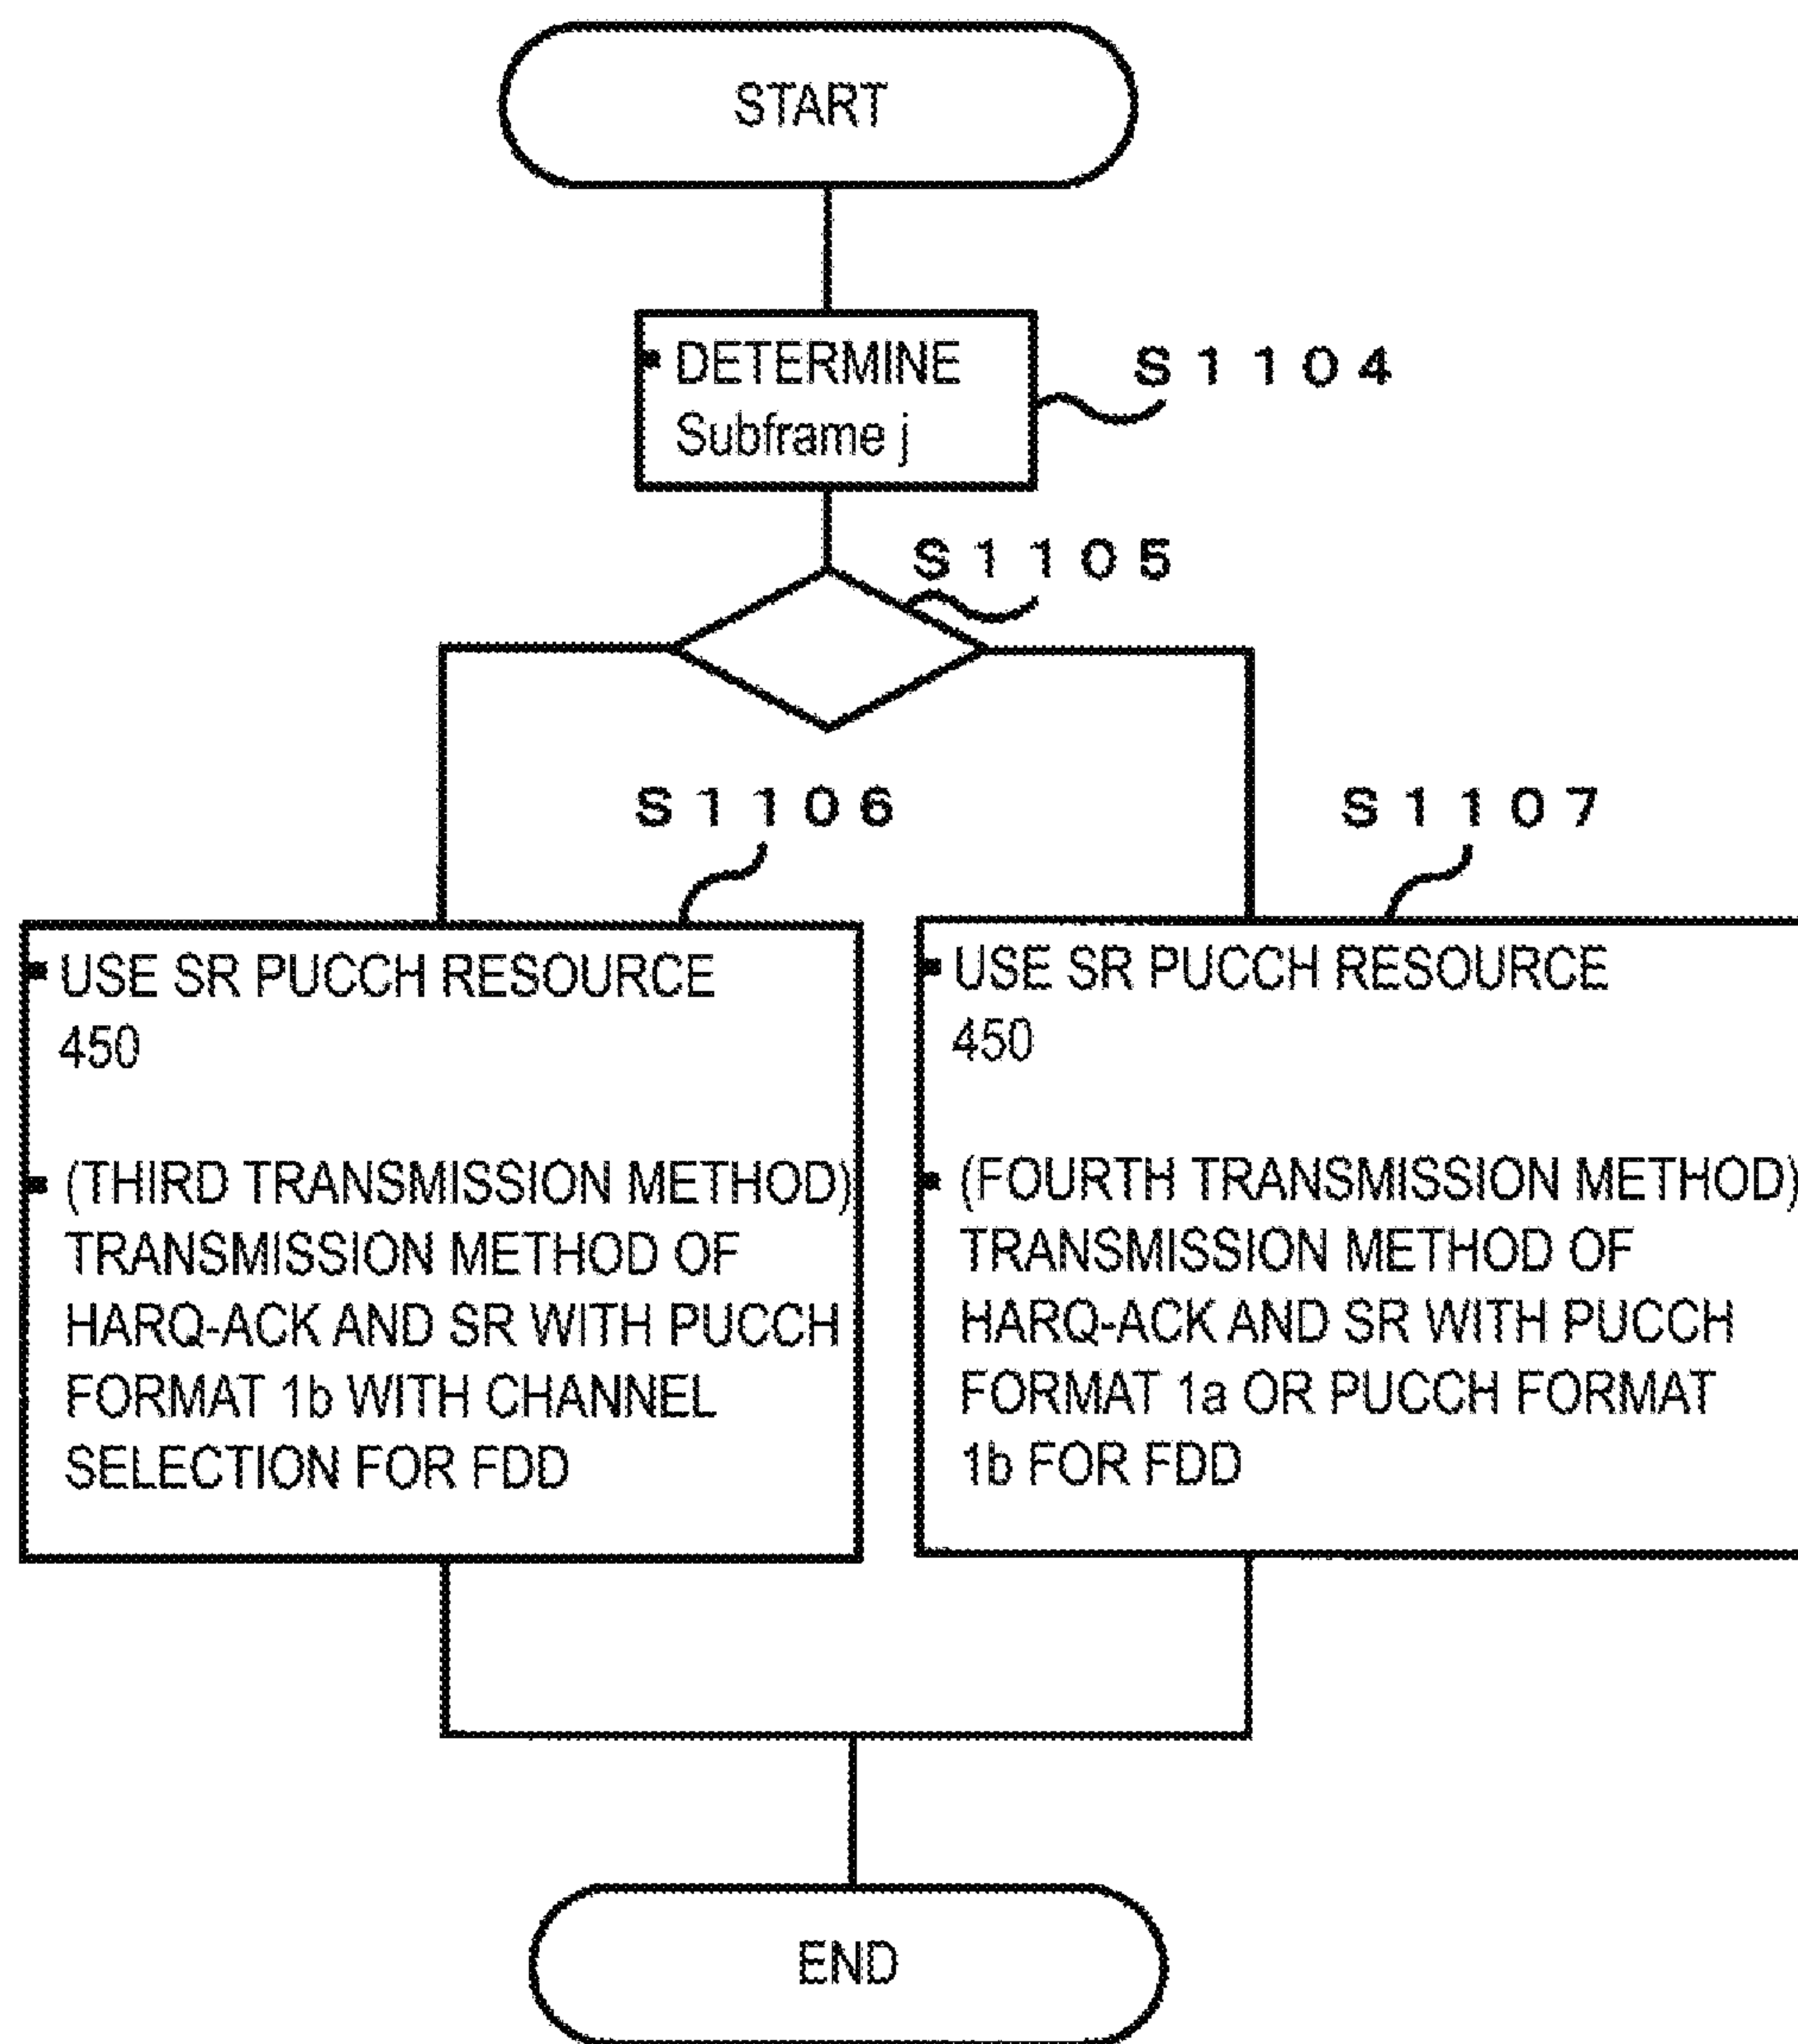 START
▪ DETERMINE
Subframe j
S1104
S1105
S1106
S1107
▪ USE SR PUCCH RESOURCE
450
▪ (THIRD TRANSMISSION METHOD)
TRANSMISSION METHOD OF
HARQ-ACK AND SR WITH PUCCH
FORMAT 1b WITH CHANNEL
SELECTION FOR FDD
▪ USE SR PUCCH RESOURCE
450
▪ (FOURTH TRANSMISSION METHOD)
TRANSMISSION METHOD OF
HARQ-ACK AND SR WITH PUCCH
FORMAT 1a OR PUCCH FORMAT
1b FOR FDD
END